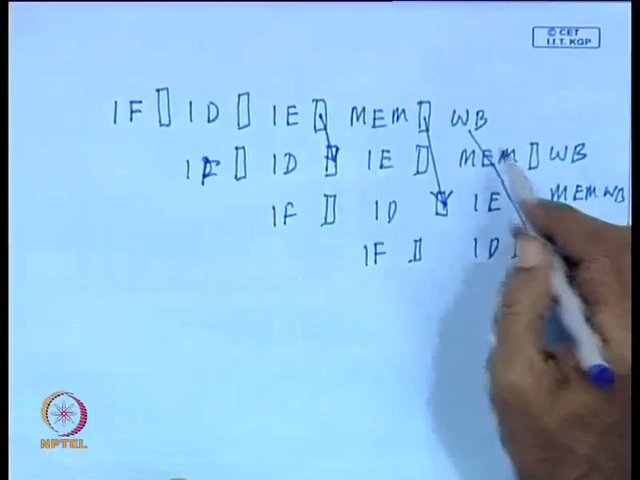 © CET
I.I.T. KGP
IF ID IE MEM WB
IF ID IE MEM WB
IF ID IE MEM WB
IF ID
NPTEL